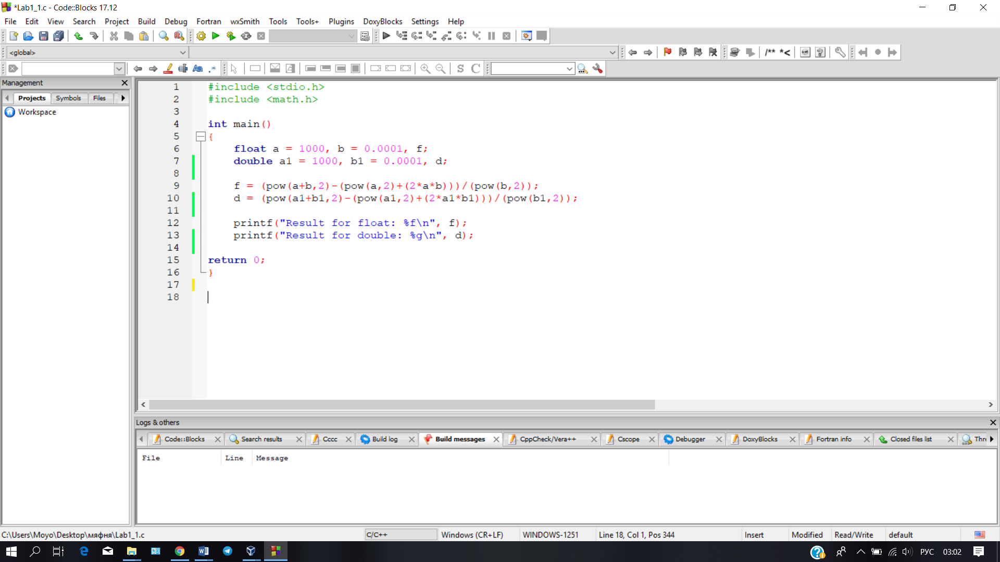 *Lab1_1.c - Code::Blocks 17.12
File Edit View Search Project Build Debug Fortran wxSmith Tools Tools+ Plugins DoxyBlocks Settings Help
<global>
/** *<
Aa .*
S C
Management
Projects Symbols Files
Workspace
1 #include <stdio.h>
2 #include <math.h>
3
4 int main()
5 {
6 float a = 1000, b = 0.0001, f;
7 double a1 = 1000, b1 = 0.0001, d;
8
9 f = (pow(a+b,2)-(pow(a,2)+(2*a*b)))/(pow(b,2));
10 d = (pow(a1+b1,2)-(pow(a1,2)+(2*a1*b1)))/(pow(b1,2));
11
12 printf("Result for float: %f\n", f);
13 printf("Result for double: %g\n", d);
14
15 return 0;
16 }
17
18
Logs & others
Code::Blocks Search results Cccc Build log Build messages CppCheck/Vera++ Cscope Debugger DoxyBlocks Fortran info Closed files list Thre
File Line Message
C:\Users\Moyo\Desktop\мяфня\Lab1_1.c C/C++ Windows (CR+LF) WINDOWS-1251 Line 18, Col 1, Pos 344 Insert Modified Read/Write default
РУС 03:02